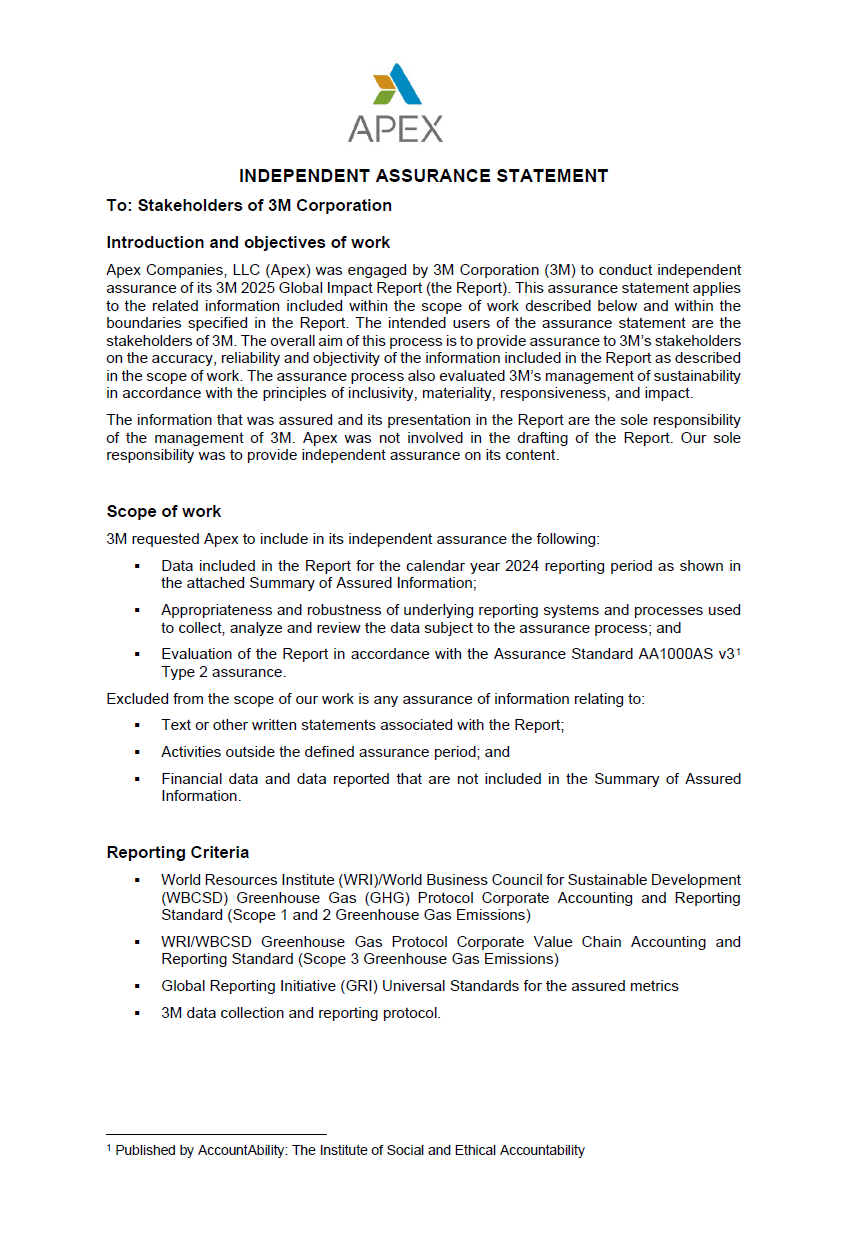 APEX
INDEPENDENT ASSURANCE STATEMENT
To: Stakeholders of 3M Corporation
Introduction and objectives of work
Apex Companies, LLC (Apex) was engaged by 3M Corporation (3M) to conduct independent
assurance of its 3M 2025 Global Impact Report (the Report). This assurance statement applies
to the related information included within the scope of work described below and within the
boundaries specified in the Report. The intended users of the assurance statement are the
stakeholders of 3M. The overall aim of this process is to provide assurance to 3M’s stakeholders
on the accuracy, reliability and objectivity of the information included in the Report as described
in the scope of work. The assurance process also evaluated 3M’s management of sustainability
in accordance with the principles of inclusivity, materiality, responsiveness, and impact.
The information that was assured and its presentation in the Report are the sole responsibility
of the management of 3M. Apex was not involved in the drafting of the Report. Our sole
responsibility was to provide independent assurance on its content.
Scope of work
3M requested Apex to include in its independent assurance the following:
▪ Data included in the Report for the calendar year 2024 reporting period as shown in
the attached Summary of Assured Information;
▪ Appropriateness and robustness of underlying reporting systems and processes used
to collect, analyze and review the data subject to the assurance process; and
▪ Evaluation of the Report in accordance with the Assurance Standard AA1000AS v3¹
Type 2 assurance.
Excluded from the scope of our work is any assurance of information relating to:
▪ Text or other written statements associated with the Report;
▪ Activities outside the defined assurance period; and
▪ Financial data and data reported that are not included in the Summary of Assured
Information.
Reporting Criteria
▪ World Resources Institute (WRI)/World Business Council for Sustainable Development
(WBCSD) Greenhouse Gas (GHG) Protocol Corporate Accounting and Reporting
Standard (Scope 1 and 2 Greenhouse Gas Emissions)
▪ WRI/WBCSD Greenhouse Gas Protocol Corporate Value Chain Accounting and
Reporting Standard (Scope 3 Greenhouse Gas Emissions)
▪ Global Reporting Initiative (GRI) Universal Standards for the assured metrics
▪ 3M data collection and reporting protocol.
¹ Published by AccountAbility: The Institute of Social and Ethical Accountability